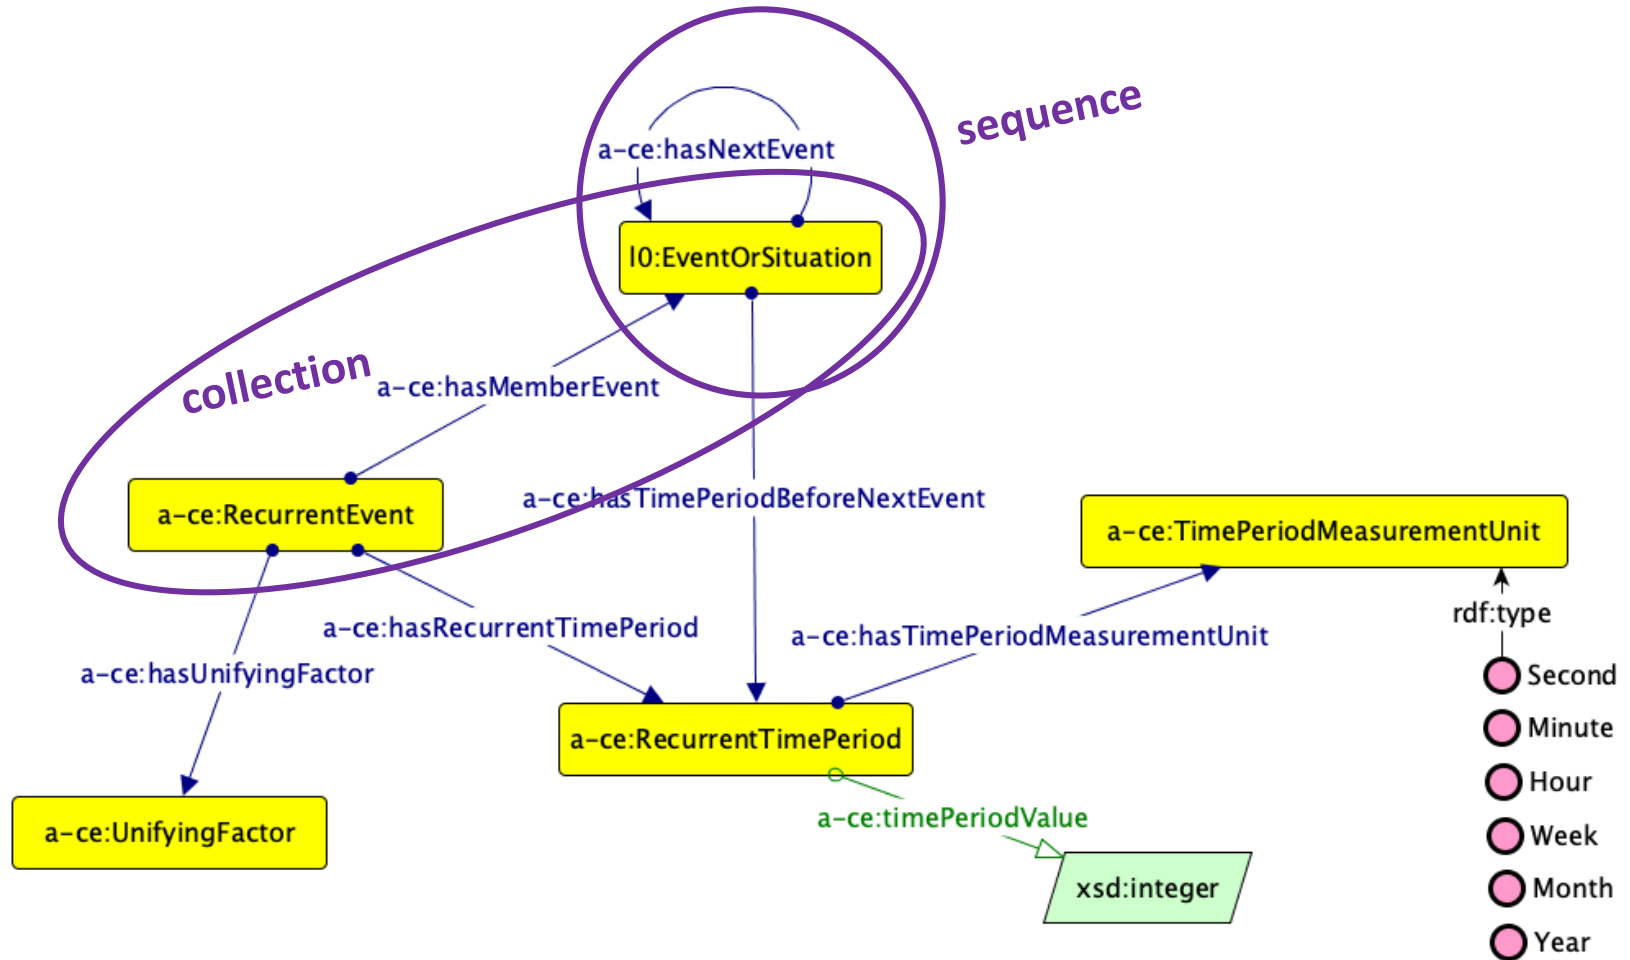 sequence
a-ce:hasNextEvent
l0:EventOrSituation
collection
a-ce:hasMemberEvent
a-ce:hasTimePeriodBeforeNextEvent
a-ce:RecurrentEvent
a-ce:TimePeriodMeasurementUnit
rdf:type
a-ce:hasRecurrentTimePeriod
a-ce:hasTimePeriodMeasurementUnit
a-ce:hasUnifyingFactor
Second
Minute
a-ce:RecurrentTimePeriod
Hour
a-ce:timePeriodValue
a-ce:UnifyingFactor
Week
xsd:integer
Month
Year